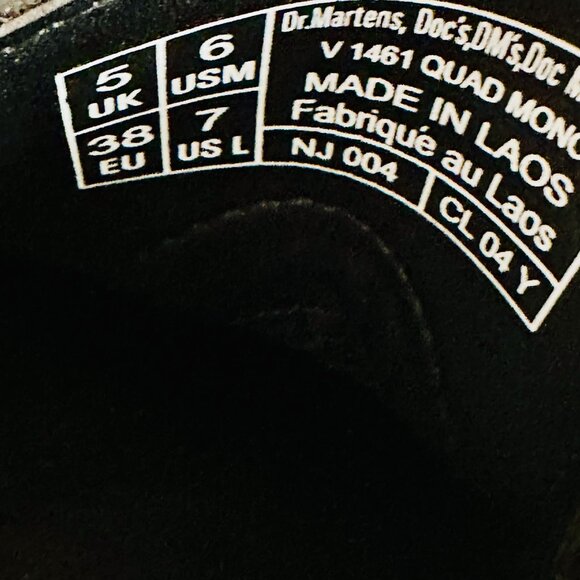 5 UK
6 USM
38 EU
7 US L
Dr.Martens, Doc's,DM's,Doc
V 1461 QUAD MONO
MADE IN LAOS
Fabriqué au Laos
NJ 004
CL 04 Y